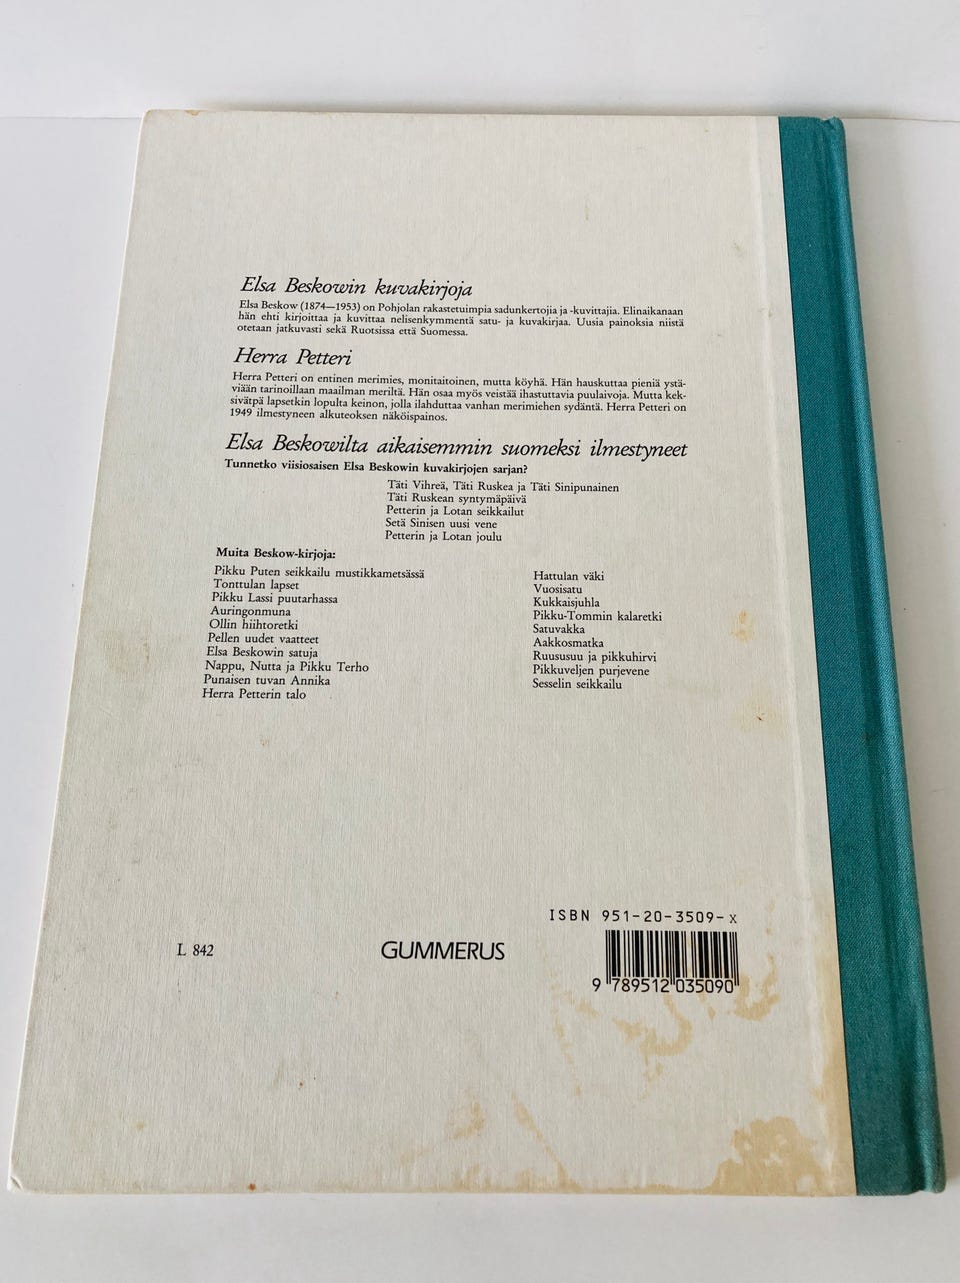 Elsa Beskowin kuvakirjoja
Elsa Beskow (1874—1953) on Pohjolan rakastetuimpia sadunkertojia ja -kuvittajia. Elinaikanaan
hän ehti kirjoittaa ja kuvittaa nelisenkymmentä satu- ja kuvakirjaa. Uusia painoksia niistä
otetaan jatkuvasti sekä Ruotsissa että Suomessa.
Herra Petteri
Herra Petteri on entinen merimies, monitaitoinen, mutta köyhä. Hän hauskuttaa pieniä ystä-
viään tarinoillaan maailman meriltä. Hän osaa myös veistää ihastuttavia puulaivoja. Mutta kek-
sivätpä lapsetkin lopulta keinon, jolla ilahduttaa vanhan merimiehen sydäntä. Herra Petteri on
1949 ilmestyneen alkuteoksen näköispainos.
Elsa Beskowilta aikaisemmin suomeksi ilmestyneet
Tunnetko viisiosaisen Elsa Beskowin kuvakirjojen sarjan?
Täti Vihreä, Täti Ruskea ja Täti Sinipunainen
Täti Ruskean syntymäpäivä
Petterin ja Lotan seikkailut
Setä Sinisen uusi vene
Petterin ja Lotan joulu
Muita Beskow-kirjoja:
Pikku Puten seikkailu mustikkametsässä
Tonttulan lapset
Pikku Lassi puutarhassa
Auringonmuna
Ollin hiihtoretki
Pellen uudet vaatteet
Elsa Beskowin satuja
Nappu, Nutta ja Pikku Terho
Punaisen tuvan Annika
Herra Petterin talo
Hattulan väki
Vuosisatu
Kukkaisjuhla
Pikku-Tommin kalaretki
Satuvakka
Aakkosmatka
Ruususuu ja pikkuhirvi
Pikkuveljen purjevene
Sesselin seikkailu
ISBN 951-20-3509-x
L 842
GUMMERUS
9 789512 035090